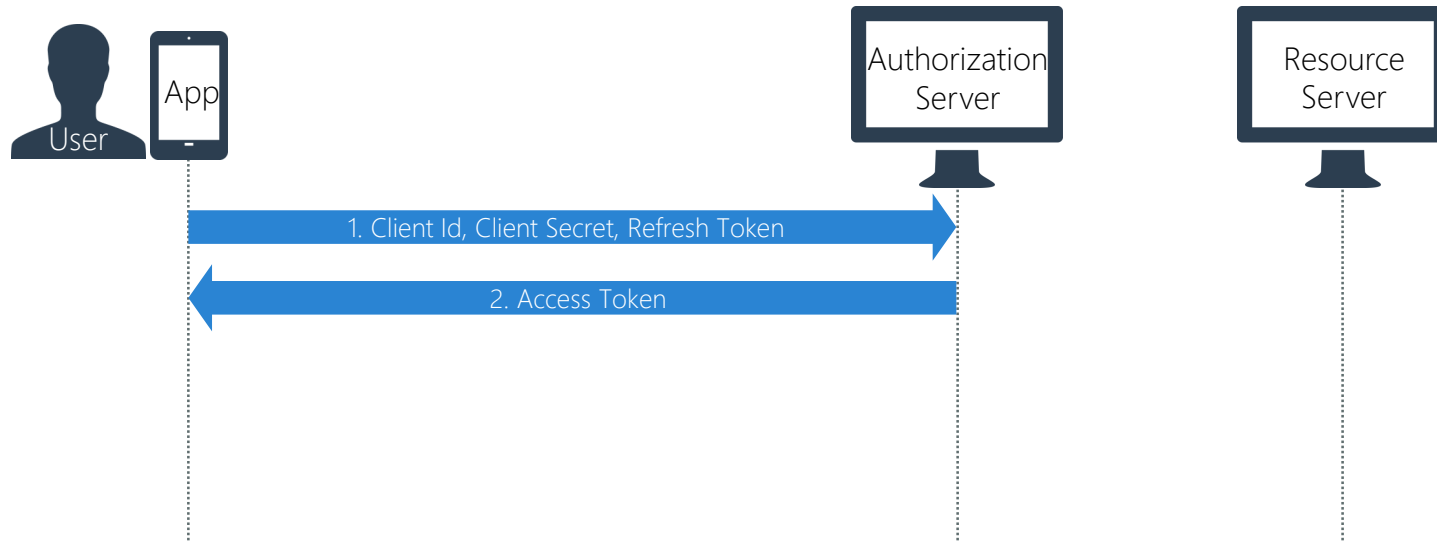 User
App
Authorization
Server
Resource
Server
1. Client Id, Client Secret, Refresh Token
2. Access Token